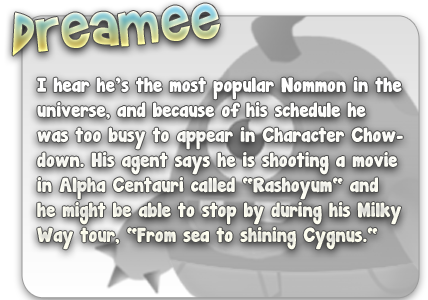 Dreamee
I hear he's the most popular Nommon in the
universe, and because of his schedule he
was too busy to appear in Character Chow-
down. His agent says he is shooting a movie
in Alpha Centauri called "Rashoyum" and
he might be able to stop by during his Milky
Way tour, "From sea to shining Cygnus."